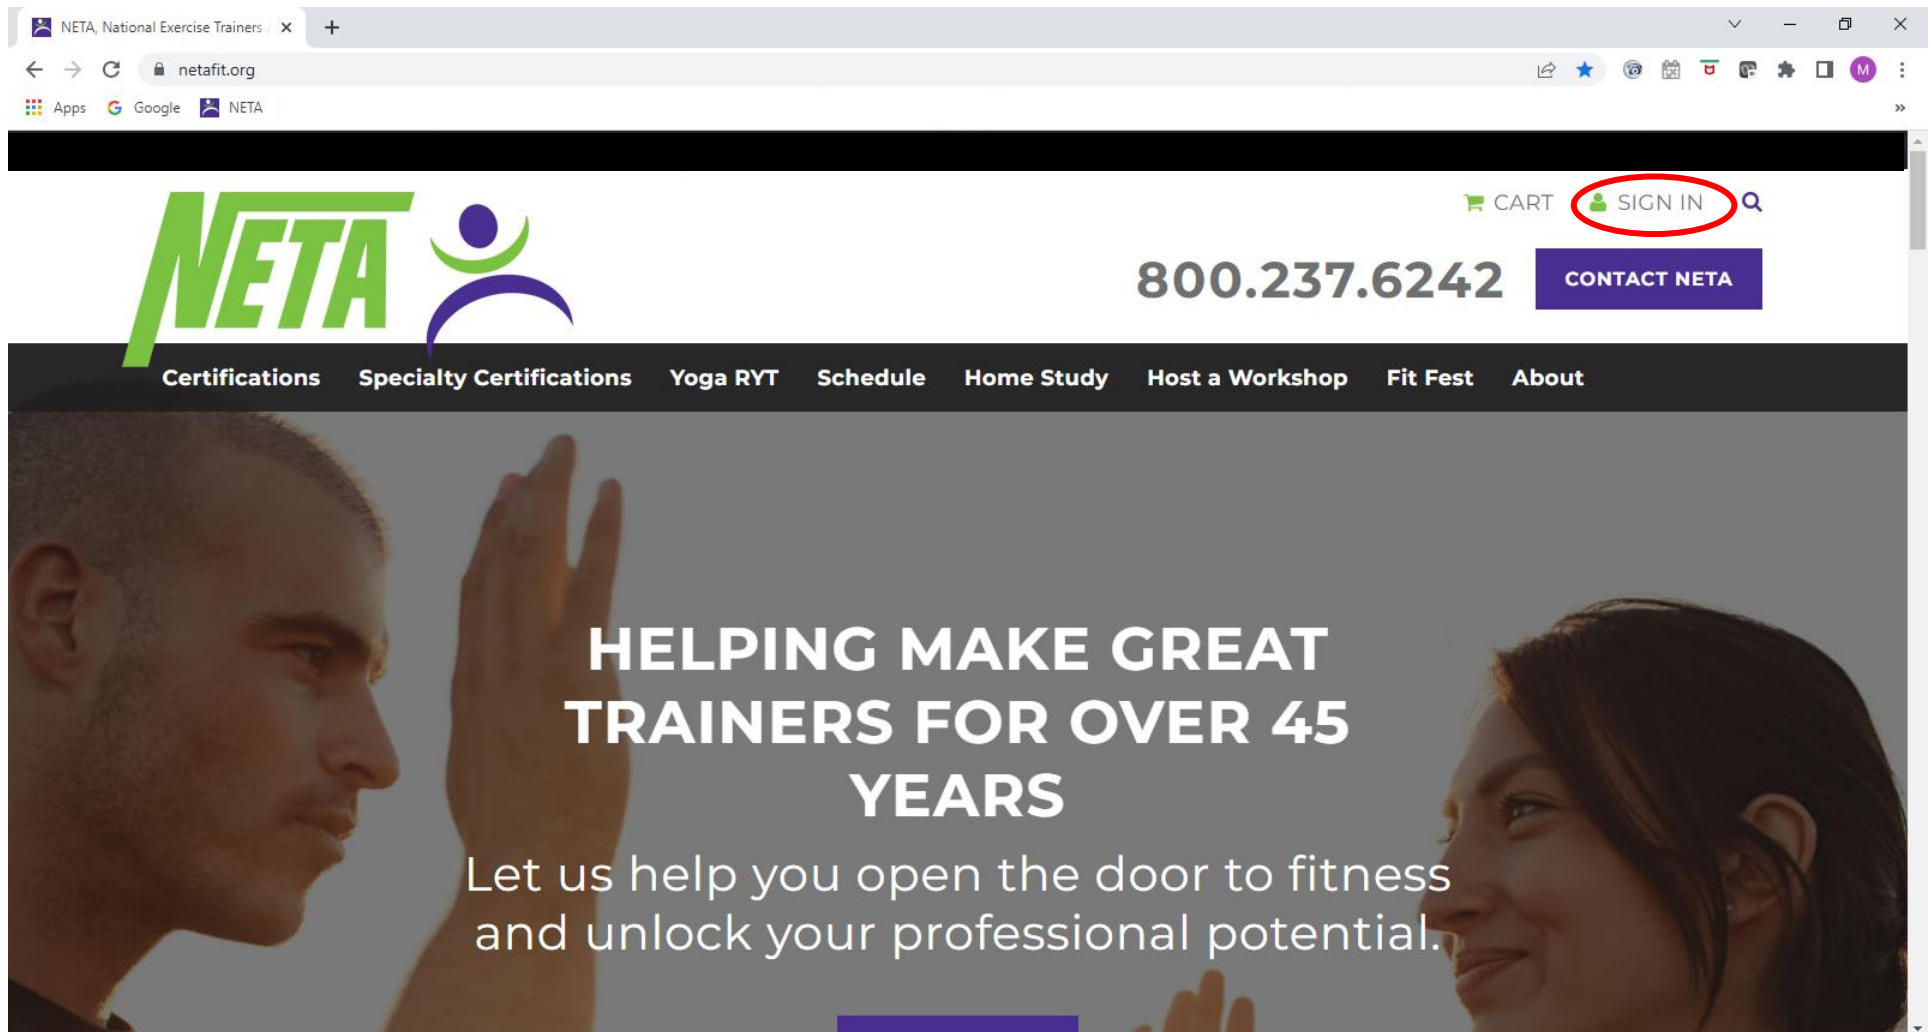 NETA, National Exercise Trainers
netafit.org
M
Apps Google NETA
NETA
CART SIGN IN
800.237.6242 CONTACT NETA
Certifications Specialty Certifications Yoga RYT Schedule Home Study Host a Workshop Fit Fest About
HELPING MAKE GREAT
TRAINERS FOR OVER 45
YEARS
Let us help you open the door to fitness
and unlock your professional potential.